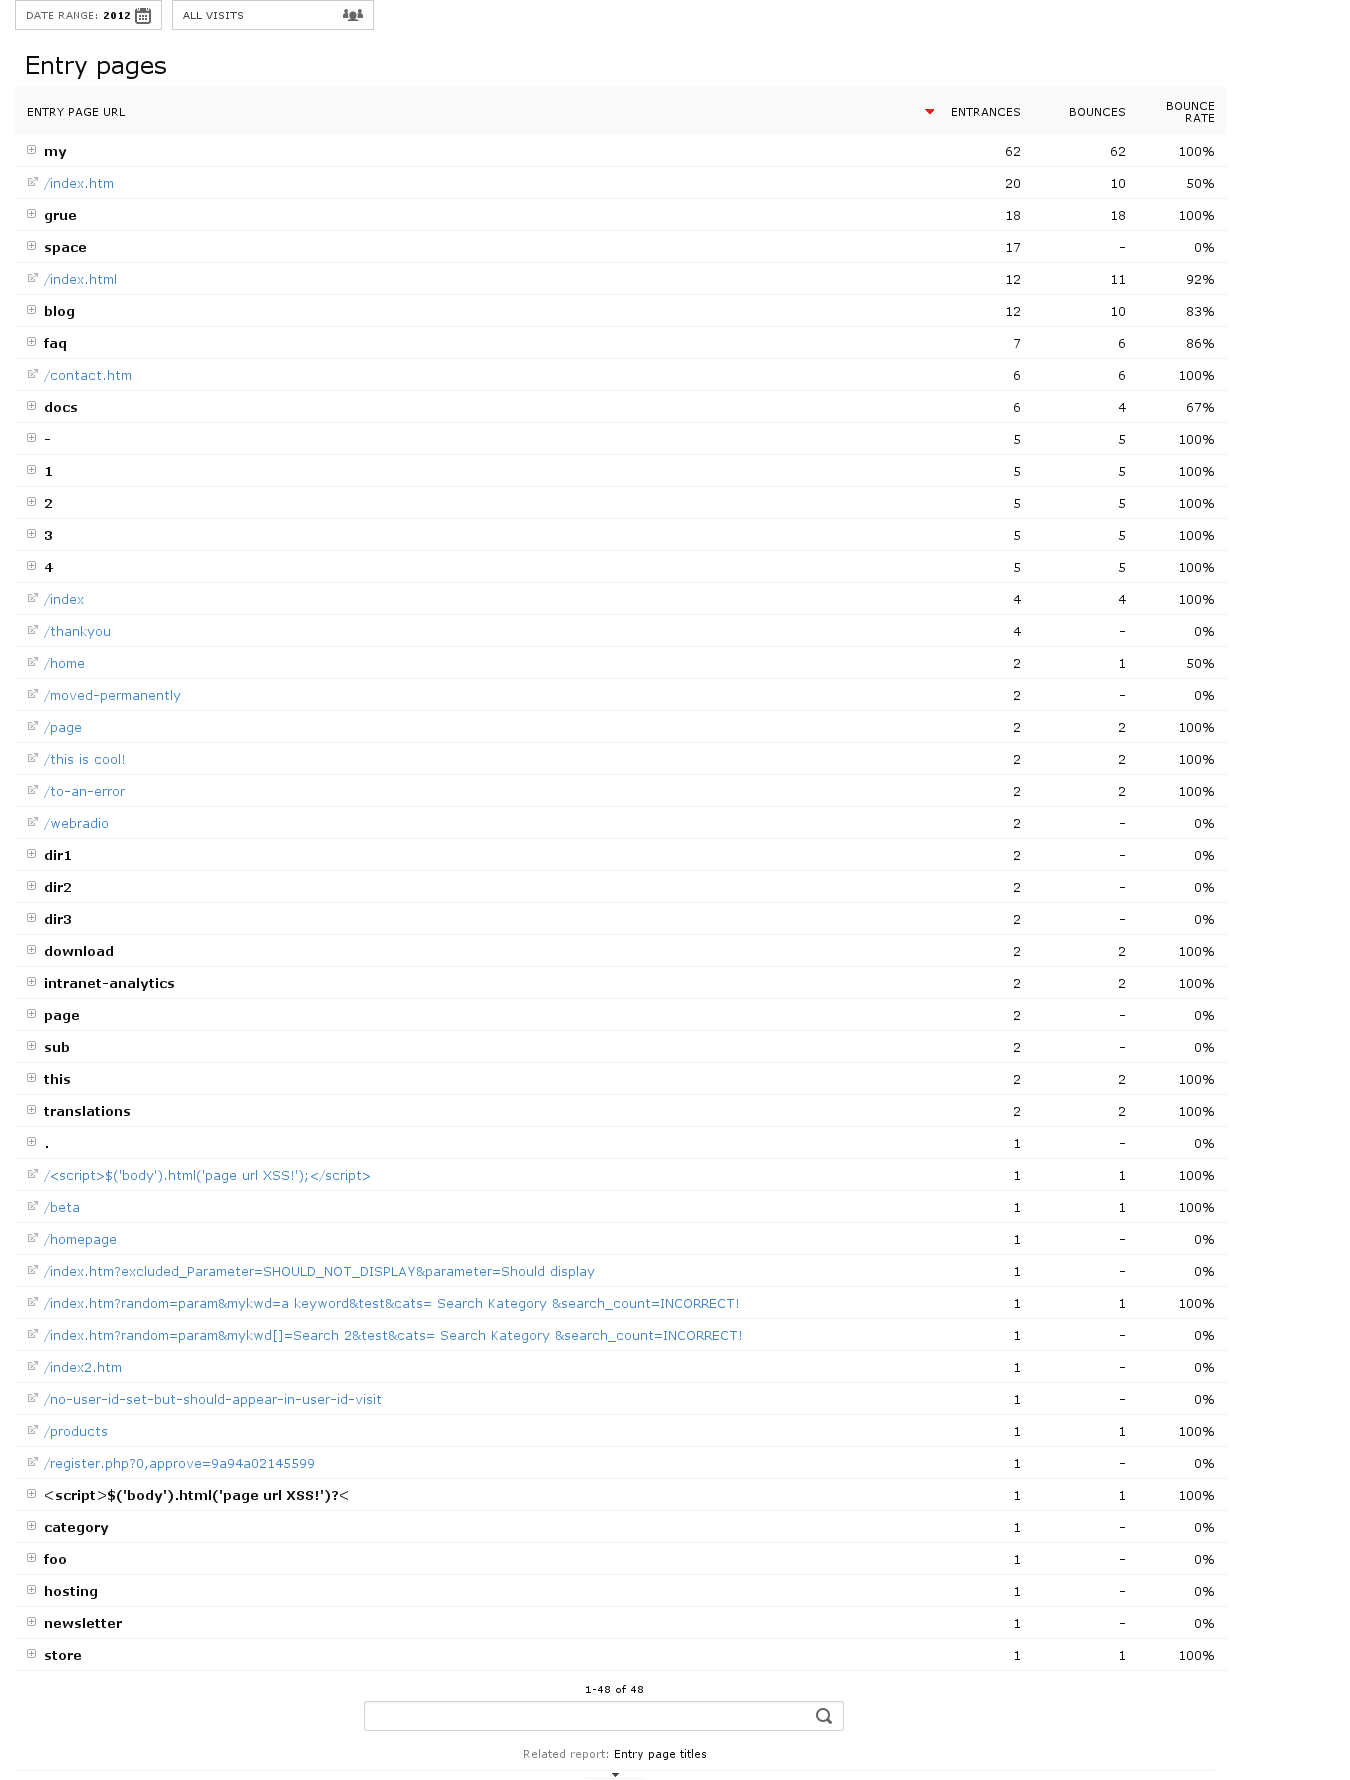 DATE RANGE: 2012 ALL VISITS
Entry pages
ENTRY PAGE URL ENTRANCES BOUNCES BOUNCE RATE
my 62 62 100%
/index.htm 20 10 50%
grue 18 18 100%
space 17 - 0%
/index.html 12 11 92%
blog 12 10 83%
faq 7 6 86%
/contact.htm 6 6 100%
docs 6 4 67%
- 5 5 100%
1 5 5 100%
2 5 5 100%
3 5 5 100%
4 5 5 100%
/index 4 4 100%
/thankyou 4 - 0%
/home 2 1 50%
/moved-permanently 2 - 0%
/page 2 2 100%
/this is cool! 2 2 100%
/to-an-error 2 2 100%
/webradio 2 - 0%
dir1 2 - 0%
dir2 2 - 0%
dir3 2 - 0%
download 2 2 100%
intranet-analytics 2 2 100%
page 2 - 0%
sub 2 - 0%
this 2 2 100%
translations 2 2 100%
. 1 - 0%
/<script>$('body').html('page url XSS!');</script> 1 1 100%
/beta 1 1 100%
/homepage 1 - 0%
/index.htm?excluded_Parameter=SHOULD_NOT_DISPLAY&parameter=Should display 1 - 0%
/index.htm?random=param&mykwd=a keyword&test&cats= Search Kategory &search_count=INCORRECT! 1 1 100%
/index.htm?random=param&mykwd[]=Search 2&test&cats= Search Kategory &search_count=INCORRECT! 1 - 0%
/index2.htm 1 - 0%
/no-user-id-set-but-should-appear-in-user-id-visit 1 - 0%
/products 1 1 100%
/register.php?0,approve=9a94a02145599 1 - 0%
<script>$('body').html('page url XSS!')?< 1 1 100%
category 1 - 0%
foo 1 - 0%
hosting 1 - 0%
newsletter 1 - 0%
store 1 1 100%
1-48 of 48
Related report: Entry page titles